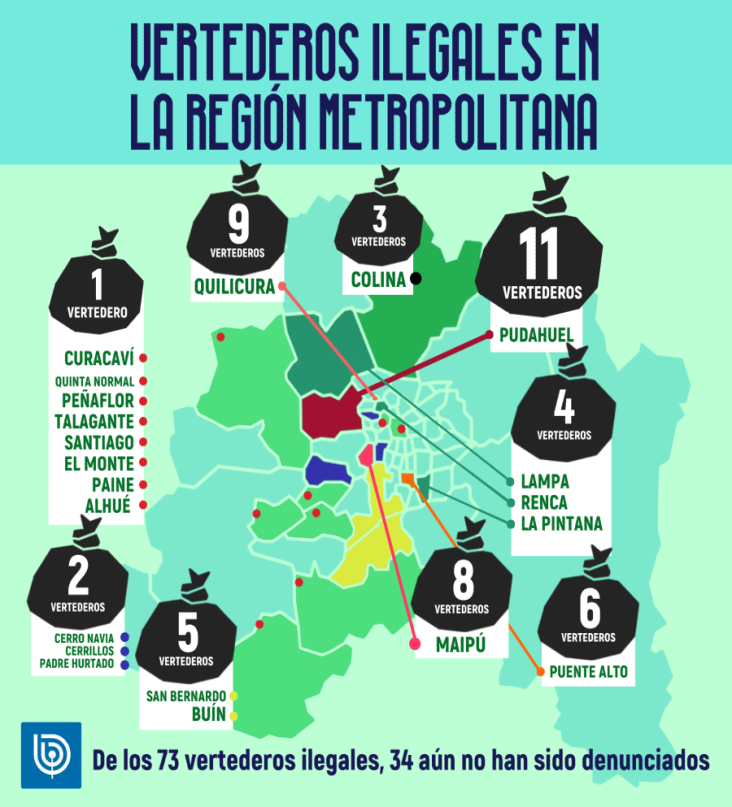 VERTEDEROS ILEGALES EN
LA REGIÓN METROPOLITANA
9
VERTEDEROS
QUILICURA
3
VERTEDEROS
COLINA
11
VERTEDEROS
PUDAHUEL
1
VERTEDERO
CURACAVÍ
QUINTA NORMAL
PEÑAFLOR
TALAGANTE
SANTIAGO
EL MONTE
PAINE
ALHUÉ
4
VERTEDEROS
LAMPA
RENCA
LA PINTANA
2
VERTEDEROS
CERRO NAVIA
CERRILLOS
PADRE HURTADO
5
VERTEDEROS
SAN BERNARDO
BUÍN
8
VERTEDEROS
MAIPÚ
6
VERTEDEROS
PUENTE ALTO
De los 73 vertederos ilegales, 34 aún no han sido denunciados